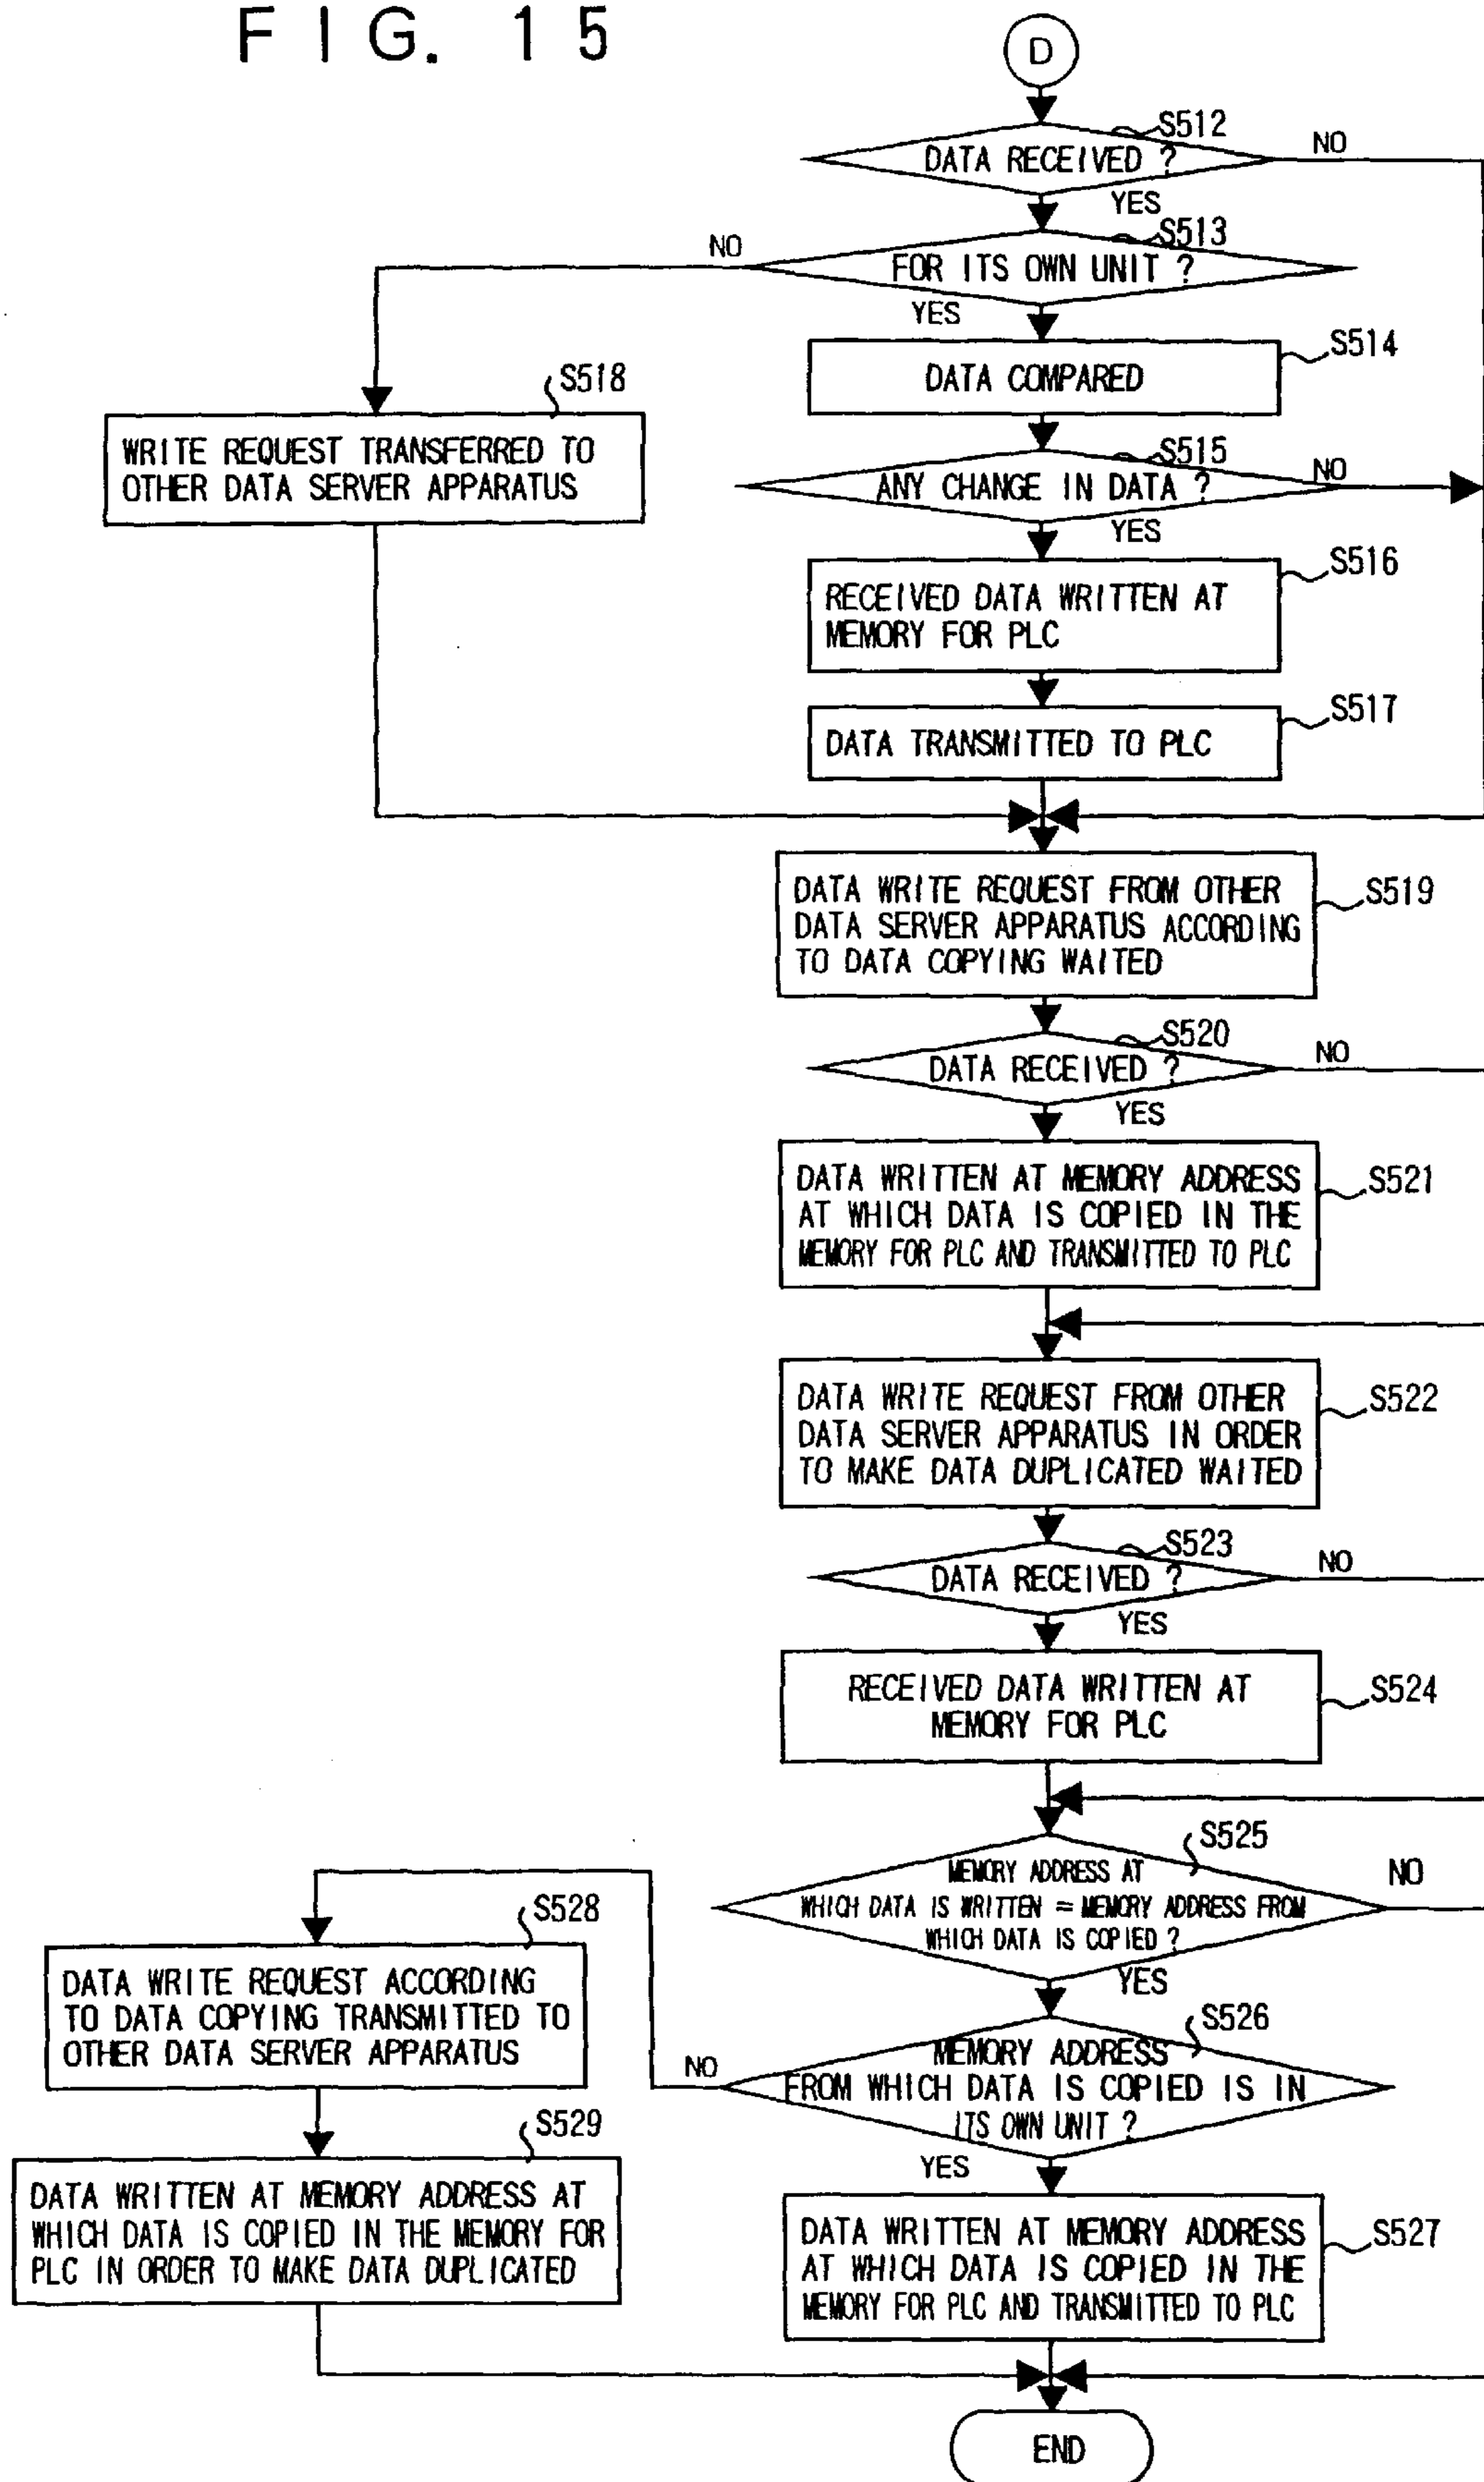 FIG. 15
D
S512
DATA RECEIVED ?
NO
YES
S513
NO
FOR ITS OWN UNIT ?
YES
S514
DATA COMPARED
S518
WRITE REQUEST TRANSFERRED TO
OTHER DATA SERVER APPARATUS
S515
ANY CHANGE IN DATA ?
NO
YES
S516
RECEIVED DATA WRITTEN AT
MEMORY FOR PLC
S517
DATA TRANSMITTED TO PLC
DATA WRITE REQUEST FROM OTHER
DATA SERVER APPARATUS ACCORDING
TO DATA COPYING WAITED
S519
S520
DATA RECEIVED ?
NO
YES
DATA WRITTEN AT MEMORY ADDRESS
AT WHICH DATA IS COPIED IN THE
MEMORY FOR PLC AND TRANSMITTED TO PLC
S521
DATA WRITE REQUEST FROM OTHER
DATA SERVER APPARATUS IN ORDER
TO MAKE DATA DUPLICATED WAITED
S522
S523
DATA RECEIVED ?
NO
YES
RECEIVED DATA WRITTEN AT
MEMORY FOR PLC
S524
S525
MEMORY ADDRESS AT
WHICH DATA IS WRITTEN = MEMORY ADDRESS FROM
WHICH DATA IS COPIED ?
NO
YES
S528
DATA WRITE REQUEST ACCORDING
TO DATA COPYING TRANSMITTED TO
OTHER DATA SERVER APPARATUS
S526
MEMORY ADDRESS
FROM WHICH DATA IS COPIED IS IN
ITS OWN UNIT ?
NO
YES
S529
DATA WRITTEN AT MEMORY ADDRESS AT
WHICH DATA IS COPIED IN THE MEMORY FOR
PLC IN ORDER TO MAKE DATA DUPLICATED
DATA WRITTEN AT MEMORY ADDRESS
AT WHICH DATA IS COPIED IN THE
MEMORY FOR PLC AND TRANSMITTED TO PLC
S527
END